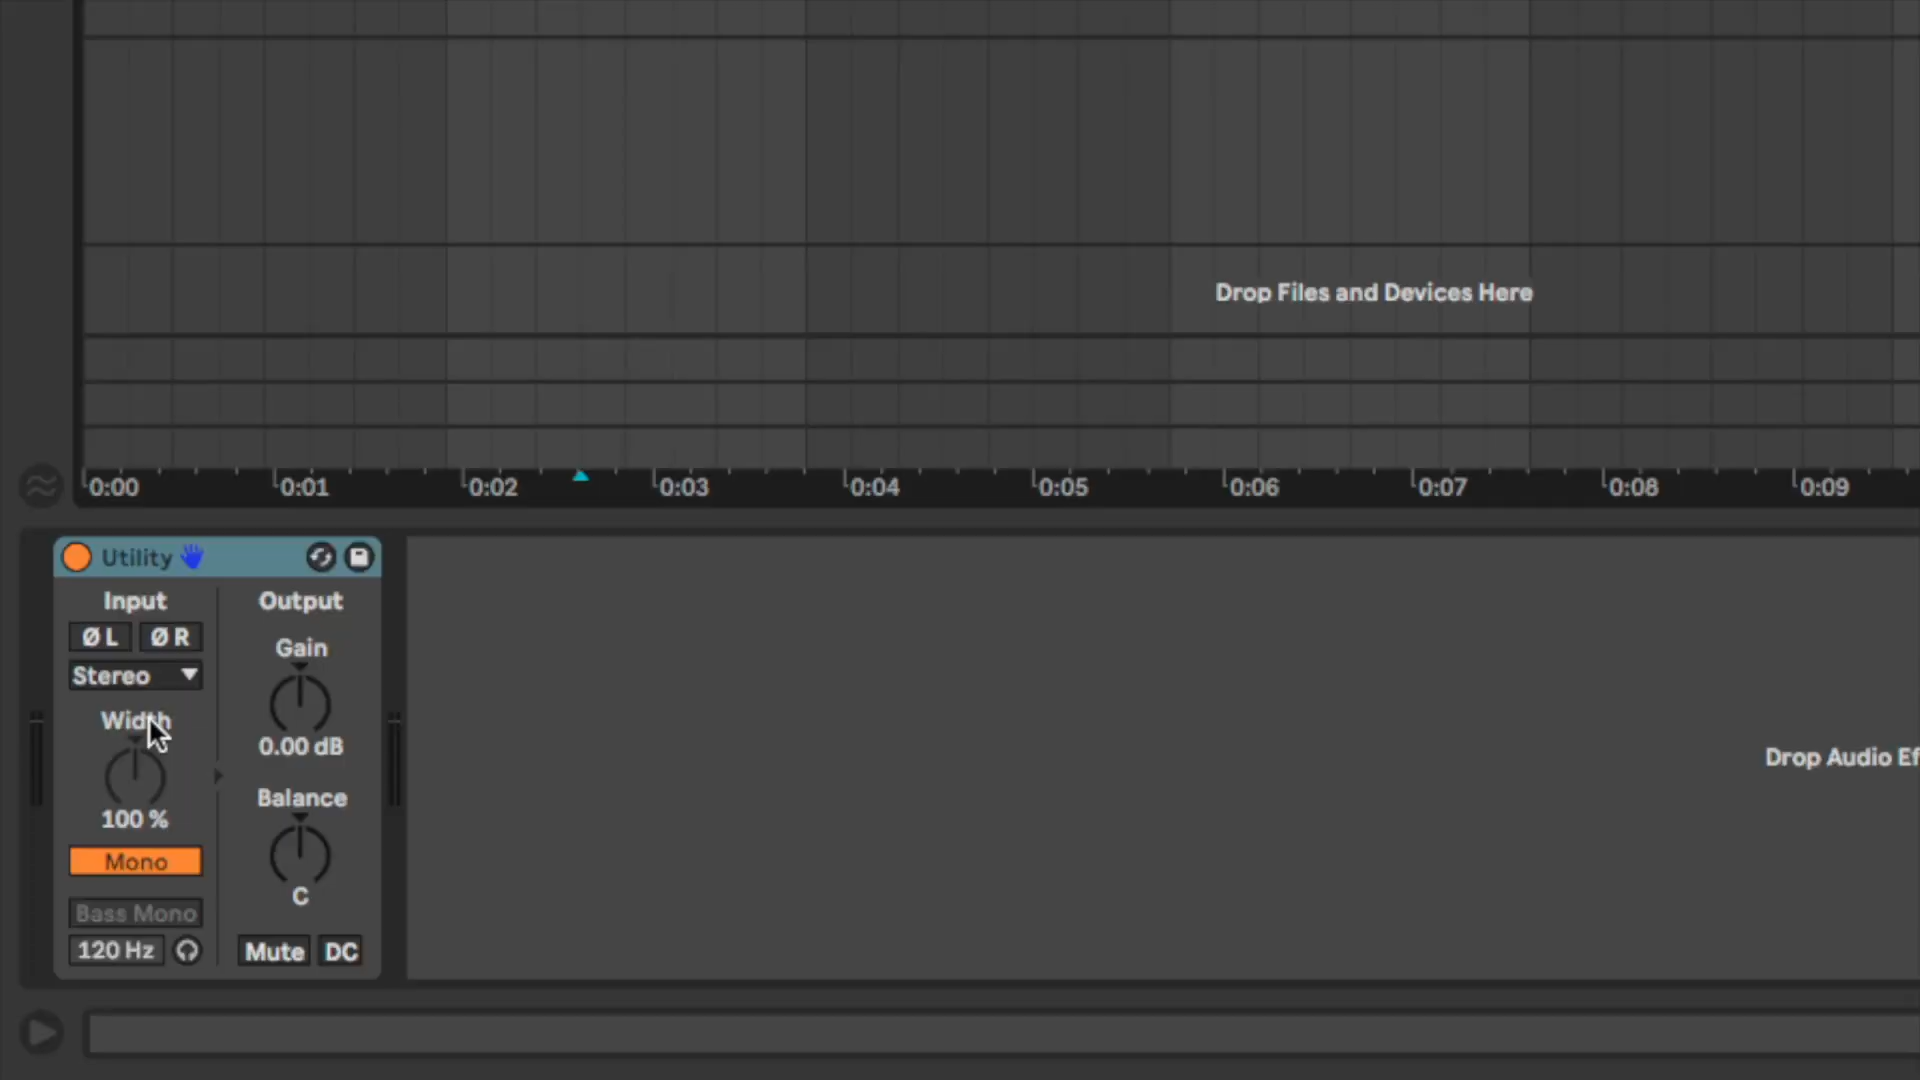 Drop Files and Devices Here
0:00 0:01 0:02 0:03 0:04 0:05 0:06 0:07 0:08 0:09
Utility
Input Output
Ø L Ø R
Gain
Stereo
Width
0.00 dB
Drop Audio Ef
Balance
100 %
Mono
C
Bass Mono
120 Hz
Mute DC